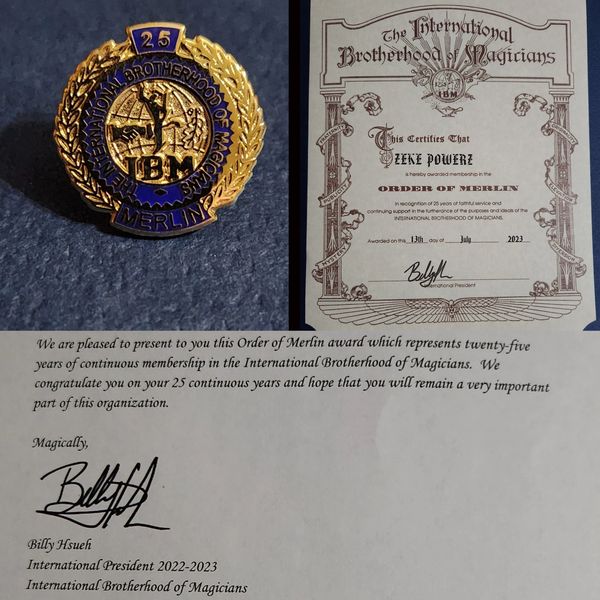 25
THE INTERNATIONAL BROTHERHOOD OF MAGICIANS
IBM
MERLIN
The International
Brotherhood of Magicians
IBM
This Certifies That
ZEKE POWERZ
is hereby awarded membership in the
ORDER OF MERLIN
In recognition of 25 years of faithful service and
continuing support in the furtherance of the purposes and ideals of the
INTERNATIONAL BROTHERHOOD OF MAGICIANS.
Awarded on this 13th day of July 2023
International President
We are pleased to present to you this Order of Merlin award which represents twenty-five
years of continuous membership in the International Brotherhood of Magicians. We
congratulate you on your 25 continuous years and hope that you will remain a very important
part of this organization.
Magically,
Billy Hsueh
International President 2022-2023
International Brotherhood of Magicians